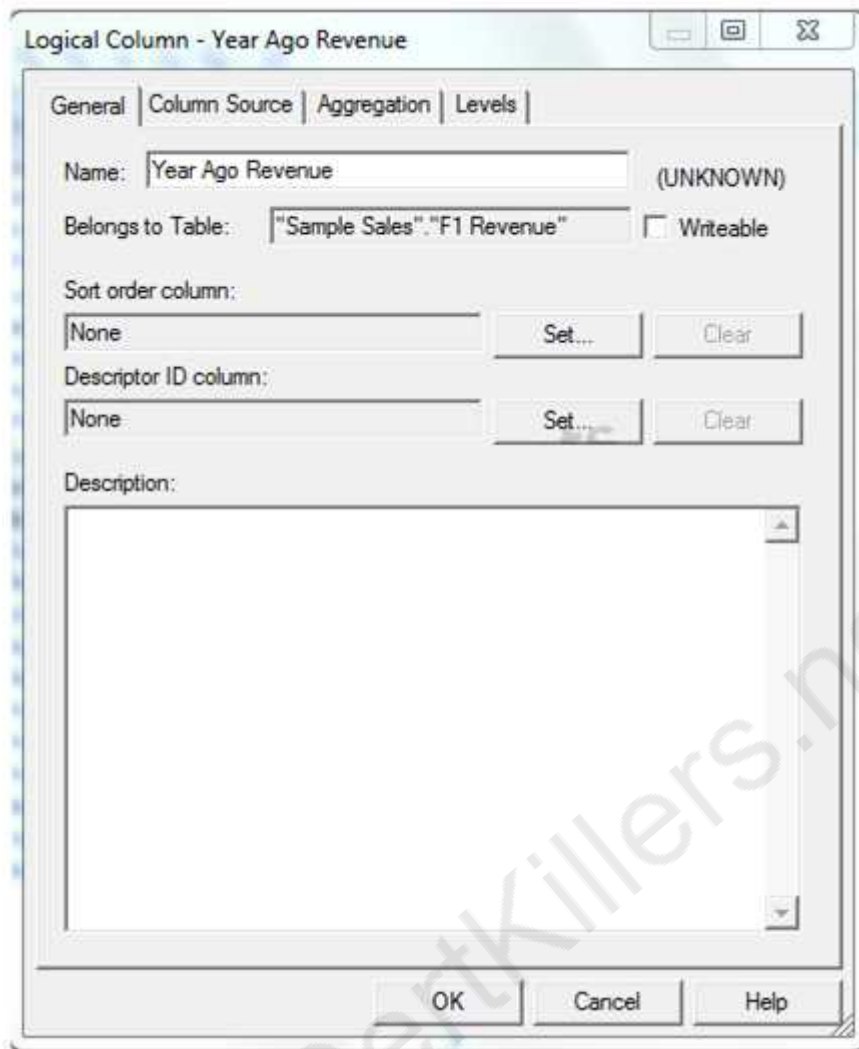 Logical Column - Year Ago Revenue
General Column Source Aggregation Levels
Name: Year Ago Revenue (UNKNOWN)
Belongs to Table: "Sample Sales"."F1 Revenue" Writeable
Sort order column:
None Set... Clear
Descriptor ID column:
None Set... Clear
Description:
OK Cancel Help